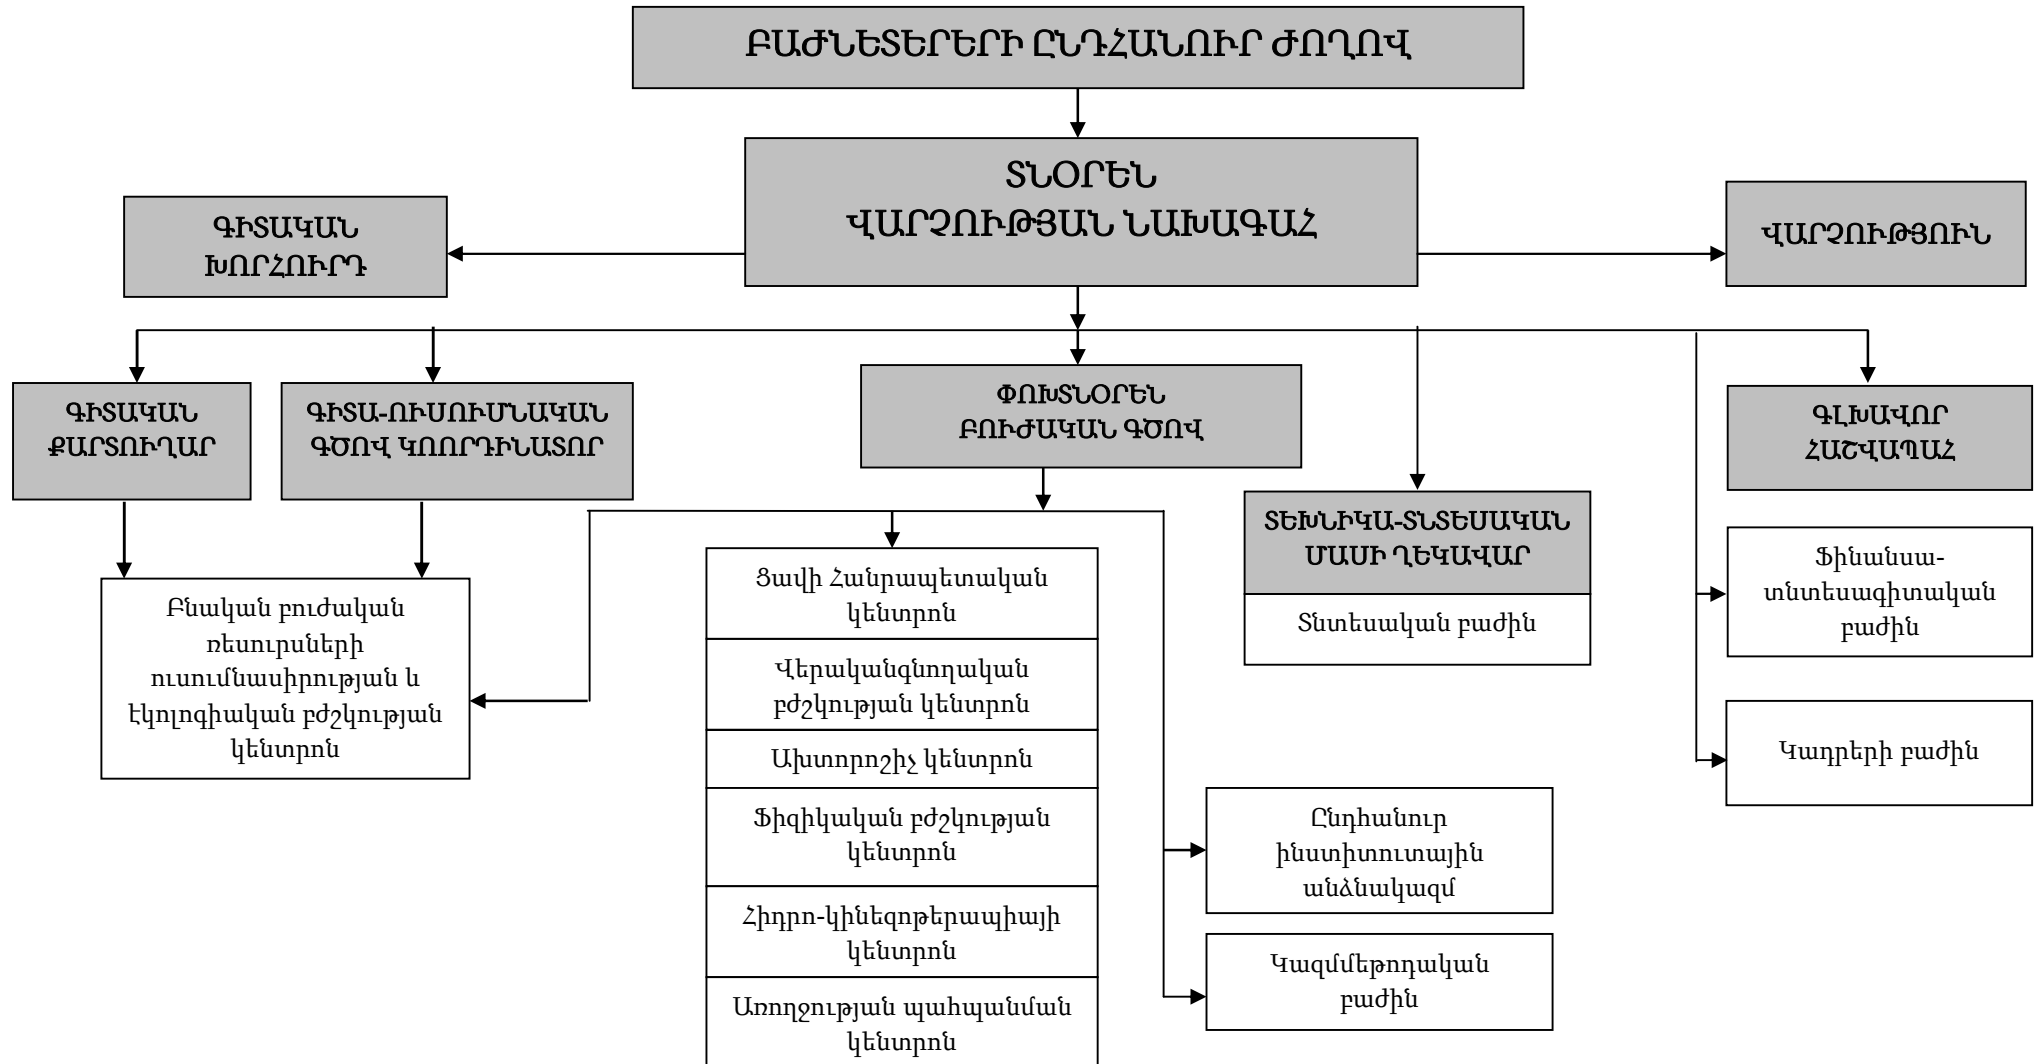 ԲԱԺՆԵՏԵՐԵՐԻ ԸՆԴՀԱՆՈՒՐ ԺՈՂՈՎ
ՏՆՕՐԵՆ
ՎԱՐՉՈՒԹՅԱՆ ՆԱԽԱԳԱՀ
ԳԻՏԱԿԱՆ
ԽՈՐՀՈՒՐԴ
ՎԱՐՉՈՒԹՅՈՒՆ
ԳԻՏԱԿԱՆ
ՔԱՐՏՈՒՂԱՐ
ԳԻՏԱ-ՈՒՍՈՒՄՆԱԿԱՆ
ԳԾՈՎ ԿՈՈՐԴԻՆԱՏՈՐ
ՓՈԽՏՆՕՐԵՆ
ԲՈՒԺԱԿԱՆ ԳԾՈՎ
ՏԵԽՆԻԿԱ-ՏՆՏԵՍԱԿԱՆ
ՄԱՍԻ ՂԵԿԱՎԱՐ
Տնտեսական բաժին
ԳԼԽԱՎՈՐ
ՀԱՇՎԱՊԱՀ
Ֆինանսա-
տնտեսագիտական
բաժին
Կադրերի բաժին
Բնական բուժական
ռեսուրսների
ուսումնասիրության և
էկոլոգիական բժշկության
կենտրոն
Ցավի Հանրապետական
կենտրոն
Վերականգնողական
բժշկության կենտրոն
Ախտորոշիչ կենտրոն
Ֆիզիկական բժշկության
կենտրոն
Հիդրո-կինեզոթերապիայի
կենտրոն
Առողջության պահպանման
կենտրոն
Ընդհանուր
ինստիտուտային
անձնակազմ
Կազմմեթոդական
բաժին